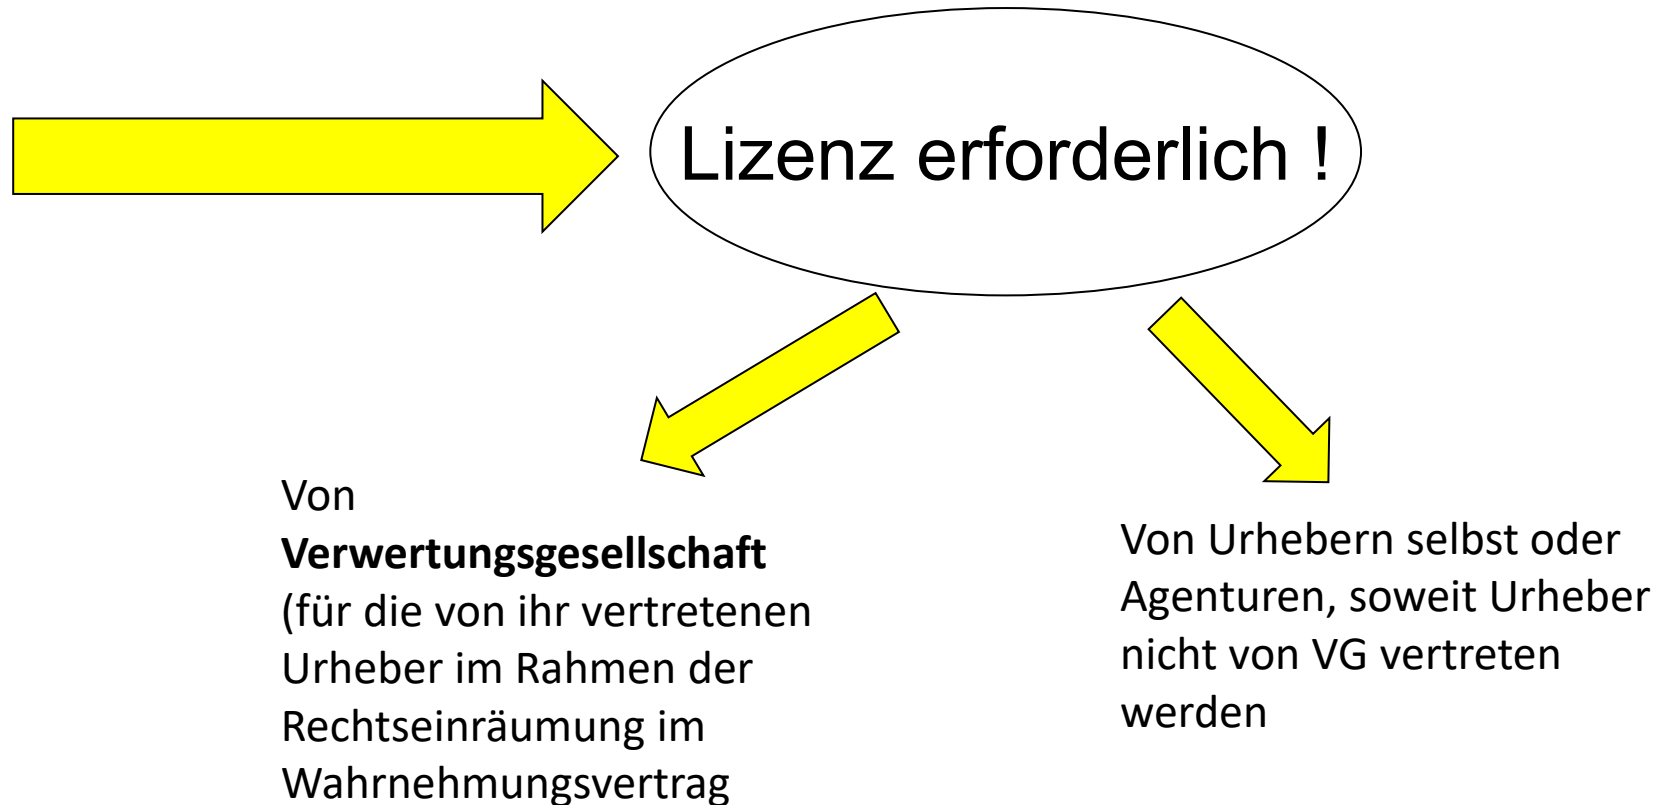 Lizenz erforderlich !
Von
Verwertungsgesellschaft
(für die von ihr vertretenen
Urheber im Rahmen der
Rechtseinräumung im
Wahrnehmungsvertrag
Von Urhebern selbst oder
Agenturen, soweit Urheber
nicht von VG vertreten
werden